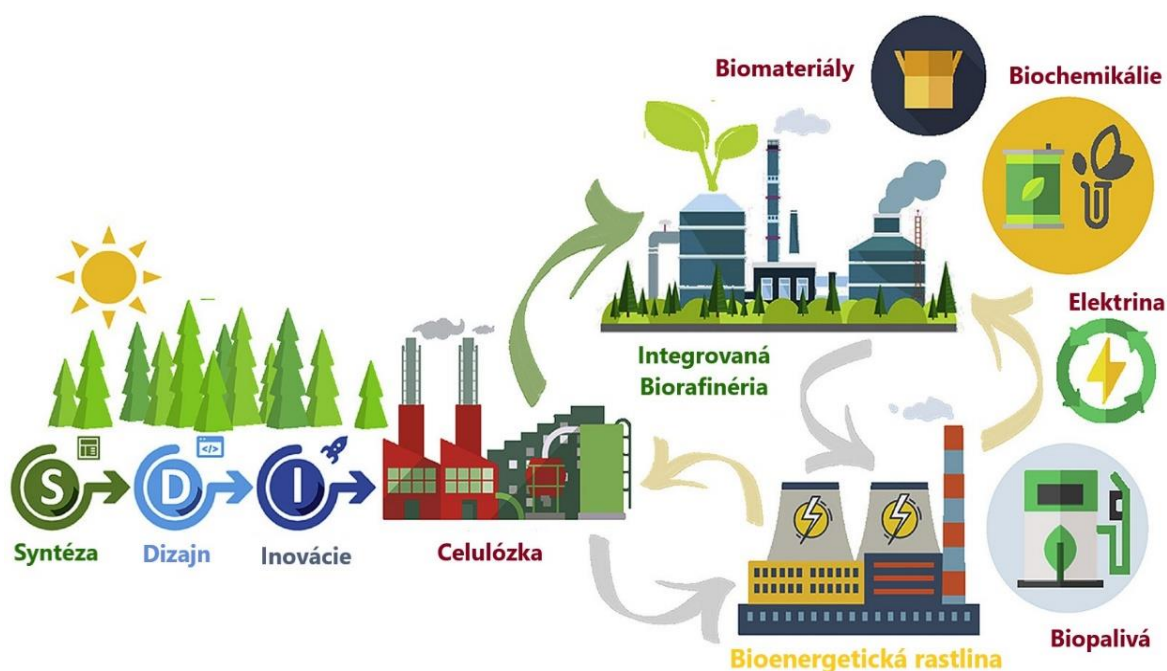 Biomateriály
Biochemikálie
Elektrina
Integrovaná
Biorafinéria
S
D
</>
I
Syntéza
Dizajn
Inovácie
Celulózka
Biopalivá
Bioenergetická rastlina